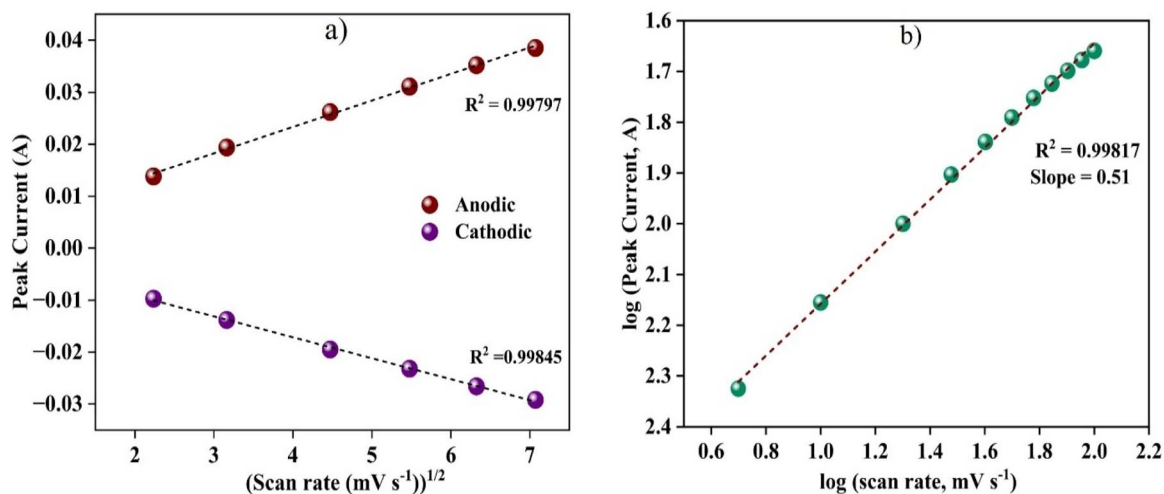 a)
0.04
0.03
0.02
0.01
0.00
−0.01
−0.02
−0.03
Peak Current (A)
R² = 0.99797
Anodic
Cathodic
R² =0.99845
2 3 4 5 6 7
(Scan rate (mV s⁻¹))¹/²
b)
1.6
1.7
1.8
1.9
2.0
2.1
2.2
2.3
2.4
log (Peak Current, A)
R² = 0.99817
Slope = 0.51
0.6 0.8 1.0 1.2 1.4 1.6 1.8 2.0 2.2
log (scan rate, mV s⁻¹)